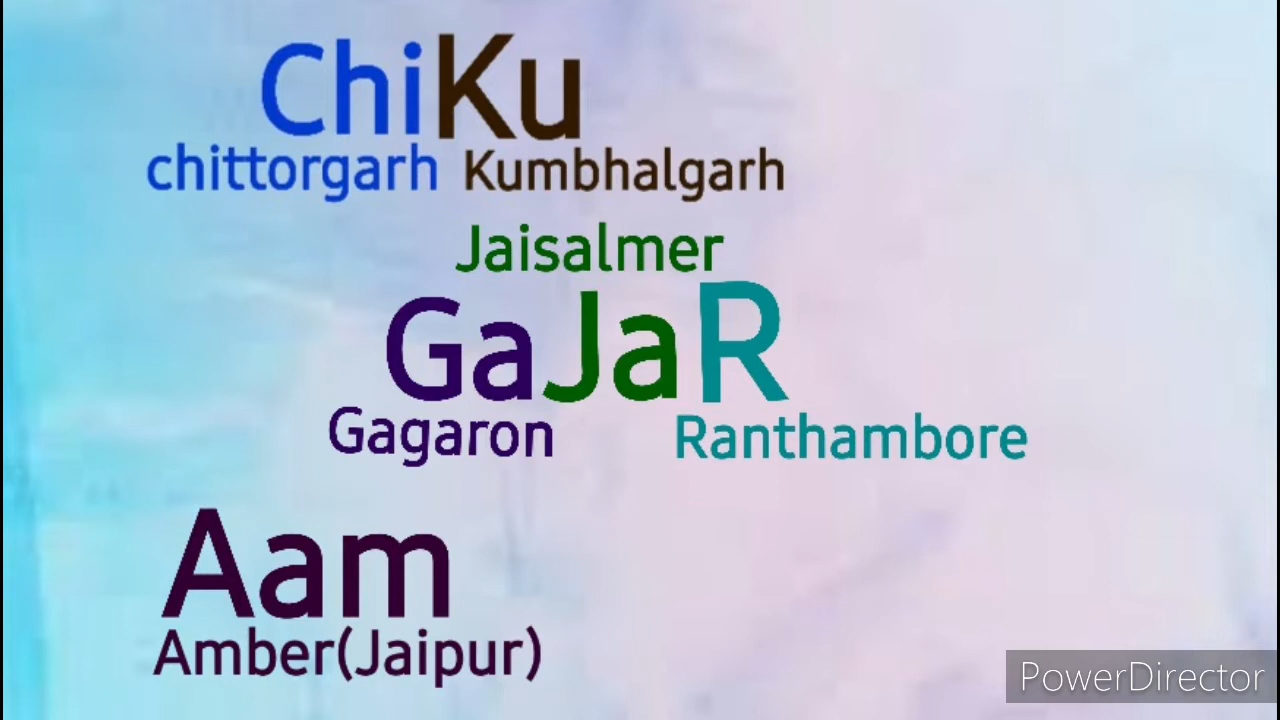 ChiKu
chittorgarh Kumbhalgarh
Jaisalmer
GaJaR
Gagaron Ranthambore
Aam
Amber(Jaipur)
PowerDirector